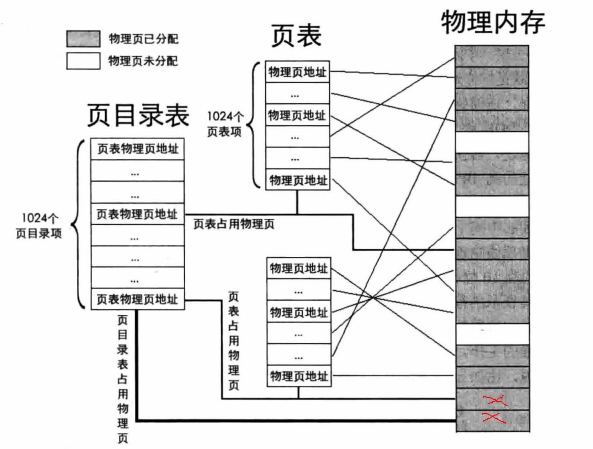 物理页已分配
物理页未分配
页表
物理内存
页目录表
1024个
页表项
物理页地址
...
物理页地址
...
...
物理页地址
1024个
页目录项
页表物理页地址
...
...
页表物理页地址
...
...
...
页表物理页地址
页表占用物理页
物理页地址
...
物理页地址
...
...
物理页地址
页表占用物理页
页目录表占用物理页